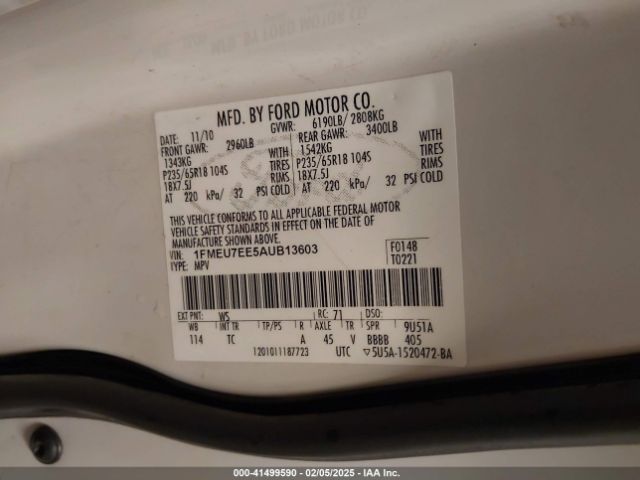 MFD. BY FORD MOTOR CO.
DATE: 11/10 GVWR: 6190LB/ 2808KG
FRONT GAWR: 2960LB REAR GAWR: 3400LB
1343KG WITH 1542KG WITH
P235/65R18 104S TIRES P235/65R18 104S TIRES
18X7.5J RIMS 18X7.5J RIMS
AT 220 kPa/ 32 PSI COLD AT 220 kPa/ 32 PSI COLD
THIS VEHICLE CONFORMS TO ALL APPLICABLE FEDERAL MOTOR
VEHICLE SAFETY STANDARDS IN EFFECT ON THE DATE OF
MANUFACTURE SHOWN ABOVE.
VIN: 1FMEU7EE5AUB13603 F0148
TYPE: MPV T0221
EXT PNT: WS RC: 71 DSO:
WB INT TR TP/PS R AXLE TR SPR 9U51A
114 TC A 45 V BBBB 405
1201011187723 UTC ▽5U5A-1520472-BA
000-41499590 - 02/05/2025 - IAA Inc.